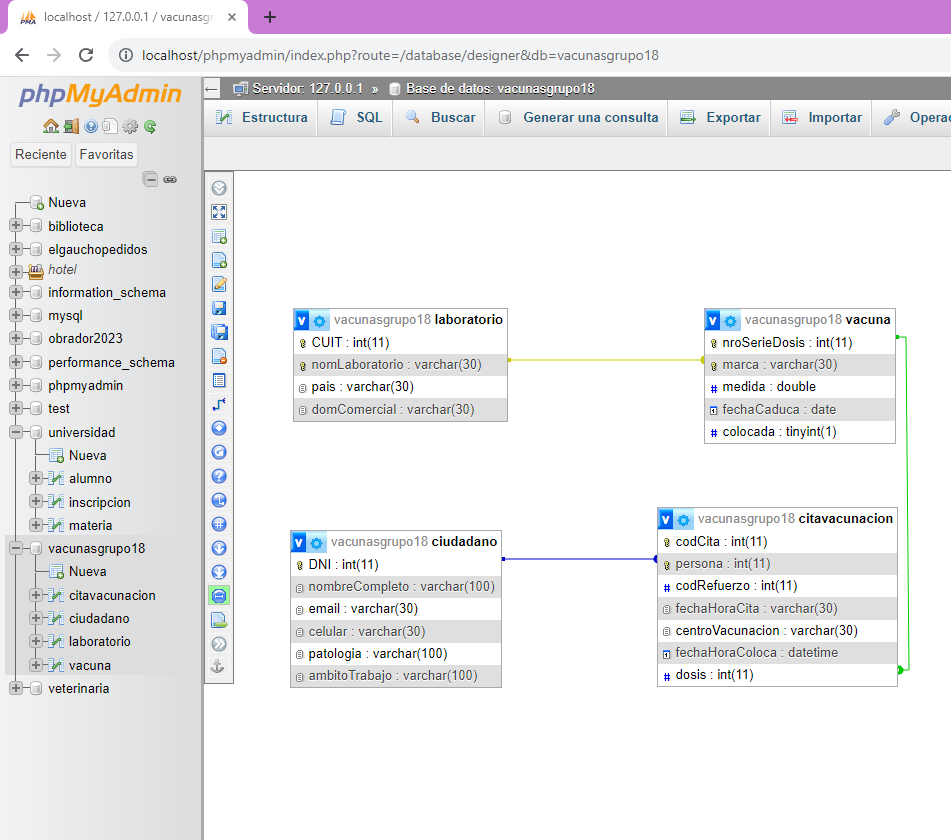 localhost / 127.0.0.1 / vacunasgr
localhost/phpmyadmin/index.php?route=/database/designer&db=vacunasgrupo18
phpMyAdmin
Reciente Favoritas
Nueva
biblioteca
elgauchopedidos
hotel
information_schema
mysql
obrador2023
performance_schema
phpmyadmin
test
universidad
Nueva
alumno
inscripcion
materia
vacunasgrupo18
Nueva
citavacunacion
ciudadano
laboratorio
vacuna
veterinaria
Servidor: 127.0.0.1 » Base de datos: vacunasgrupo18
Estructura SQL Buscar Generar una consulta Exportar Importar Operac
vacunasgrupo18 laboratorio
CUIT : int(11)
nomLaboratorio : varchar(30)
pais : varchar(30)
domComercial : varchar(30)
vacunasgrupo18 vacuna
nroSerieDosis : int(11)
marca : varchar(30)
medida : double
fechaCaduca : date
colocada : tinyint(1)
vacunasgrupo18 ciudadano
DNI : int(11)
nombreCompleto : varchar(100)
email : varchar(30)
celular : varchar(30)
patologia : varchar(100)
ambitoTrabajo : varchar(100)
vacunasgrupo18 citavacunacion
codCita : int(11)
persona : int(11)
codRefuerzo : int(11)
fechaHoraCita : varchar(30)
centroVacunacion : varchar(30)
fechaHoraColoca : datetime
dosis : int(11)